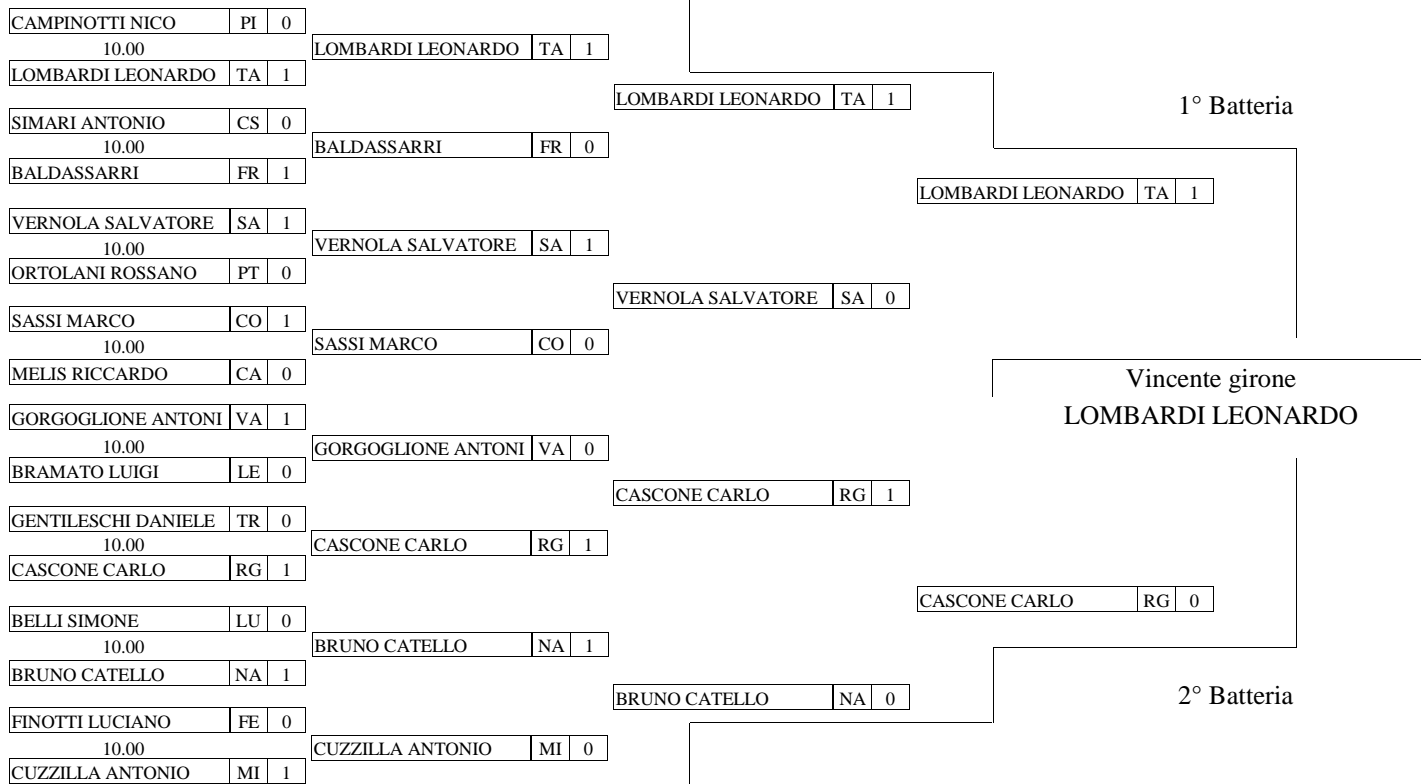 CAMPINOTTI NICO PI 0
10.00
LOMBARDI LEONARDO TA 1
SIMARI ANTONIO CS 0
10.00
BALDASSARRI FR 1
VERNOLA SALVATORE SA 1
10.00
ORTOLANI ROSSANO PT 0
SASSI MARCO CO 1
10.00
MELIS RICCARDO CA 0
GORGOGLIONE ANTONI VA 1
10.00
BRAMATO LUIGI LE 0
GENTILESCHI DANIELE TR 0
10.00
CASCONE CARLO RG 1
BELLI SIMONE LU 0
10.00
BRUNO CATELLO NA 1
FINOTTI LUCIANO FE 0
10.00
CUZZILLA ANTONIO MI 1
LOMBARDI LEONARDO TA 1
BALDASSARRI FR 0
VERNOLA SALVATORE SA 1
SASSI MARCO CO 0
GORGOGLIONE ANTONI VA 0
CASCONE CARLO RG 1
BRUNO CATELLO NA 1
CUZZILLA ANTONIO MI 0
LOMBARDI LEONARDO TA 1
VERNOLA SALVATORE SA 0
CASCONE CARLO RG 1
BRUNO CATELLO NA 0
LOMBARDI LEONARDO TA 1
CASCONE CARLO RG 0
1° Batteria
Vincente girone
LOMBARDI LEONARDO
2° Batteria